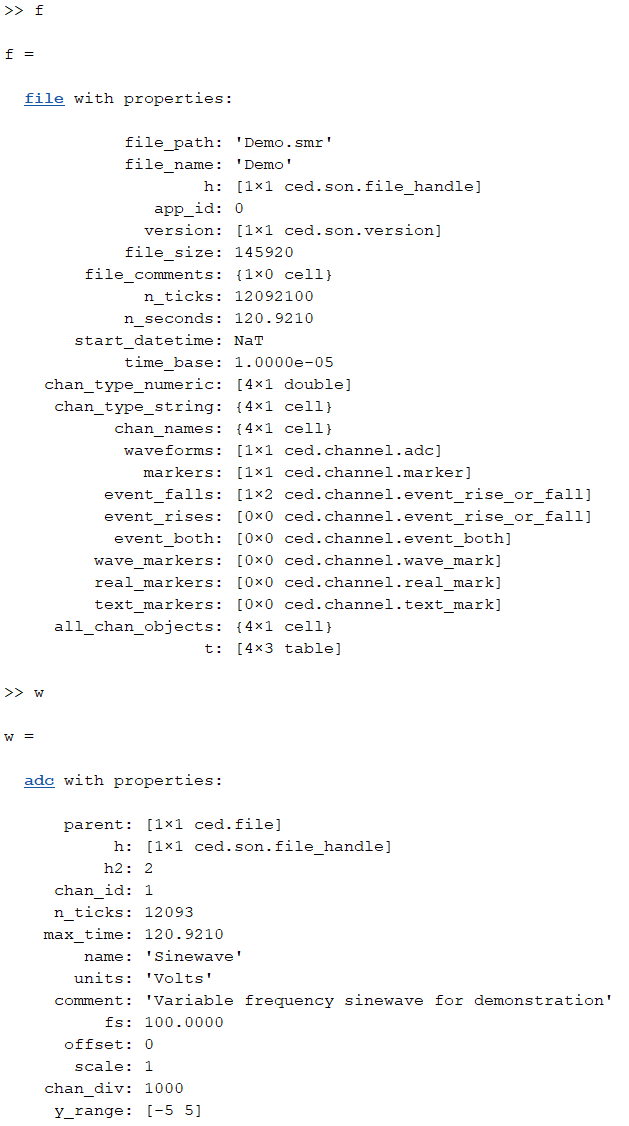 >> f
f =
file with properties:
file_path: 'Demo.smr'
file_name: 'Demo'
h: [1×1 ced.son.file_handle]
app_id: 0
version: [1×1 ced.son.version]
file_size: 145920
file_comments: {1×0 cell}
n_ticks: 12092100
n_seconds: 120.9210
start_datetime: NaT
time_base: 1.0000e-05
chan_type_numeric: [4×1 double]
chan_type_string: {4×1 cell}
chan_names: {4×1 cell}
waveforms: [1×1 ced.channel.adc]
markers: [1×1 ced.channel.marker]
event_falls: [1×2 ced.channel.event_rise_or_fall]
event_rises: [0×0 ced.channel.event_rise_or_fall]
event_both: [0×0 ced.channel.event_both]
wave_markers: [0×0 ced.channel.wave_mark]
real_markers: [0×0 ced.channel.real_mark]
text_markers: [0×0 ced.channel.text_mark]
all_chan_objects: {4×1 cell}
t: [4×3 table]
>> w
w =
adc with properties:
parent: [1×1 ced.file]
h: [1×1 ced.son.file_handle]
h2: 2
chan_id: 1
n_ticks: 12093
max_time: 120.9210
name: 'Sinewave'
units: 'Volts'
comment: 'Variable frequency sinewave for demonstration'
fs: 100.0000
offset: 0
scale: 1
chan_div: 1000
y_range: [-5 5]